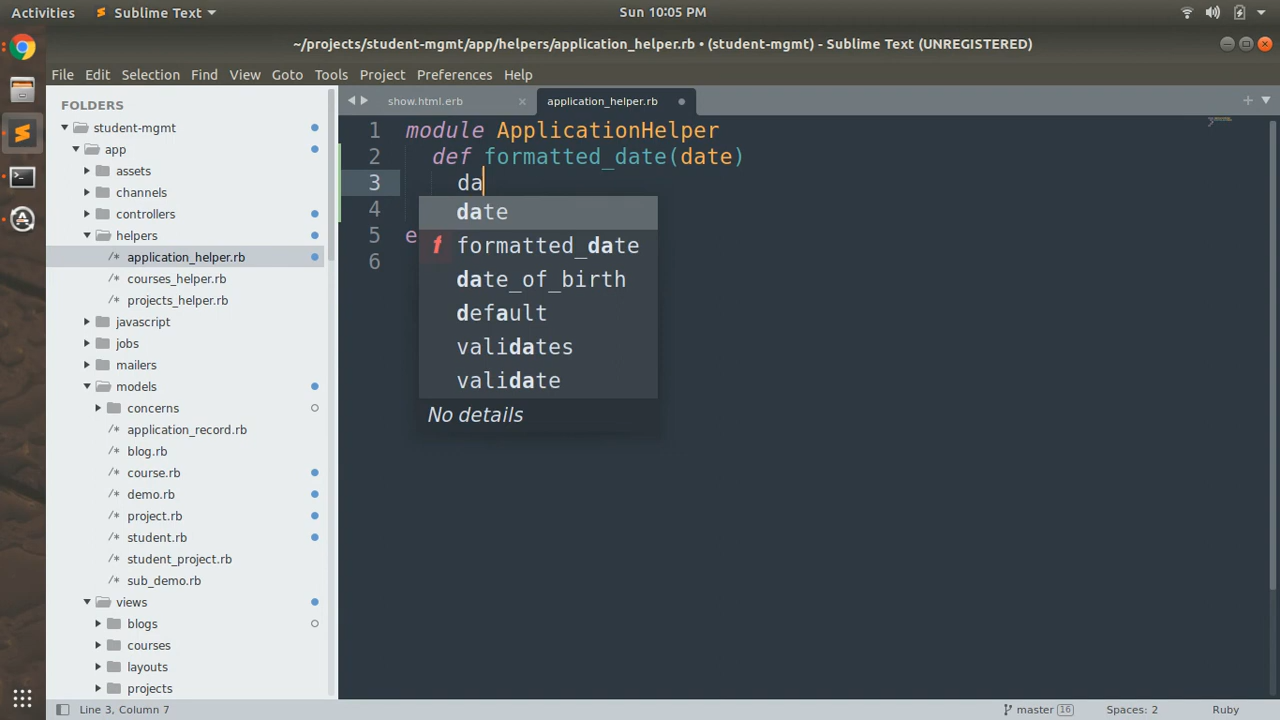 Activities Sublime Text Sun 10:05 PM
~/projects/student-mgmt/app/helpers/application_helper.rb • (student-mgmt) - Sublime Text (UNREGISTERED)
File Edit Selection Find View Goto Tools Project Preferences Help
FOLDERS
student-mgmt
app
assets
channels
controllers
helpers
/* application_helper.rb
/* courses_helper.rb
/* projects_helper.rb
javascript
jobs
mailers
models
concerns
/* application_record.rb
/* blog.rb
/* course.rb
/* demo.rb
/* project.rb
/* student.rb
/* student_project.rb
/* sub_demo.rb
views
blogs
courses
layouts
projects
show.html.erb × application_helper.rb
1 module ApplicationHelper
2 def formatted_date(date)
3 da
4
5 e
6
date
f formatted_date
date_of_birth
default
validates
validate
No details
Line 3, Column 7 master 16 Spaces: 2 Ruby